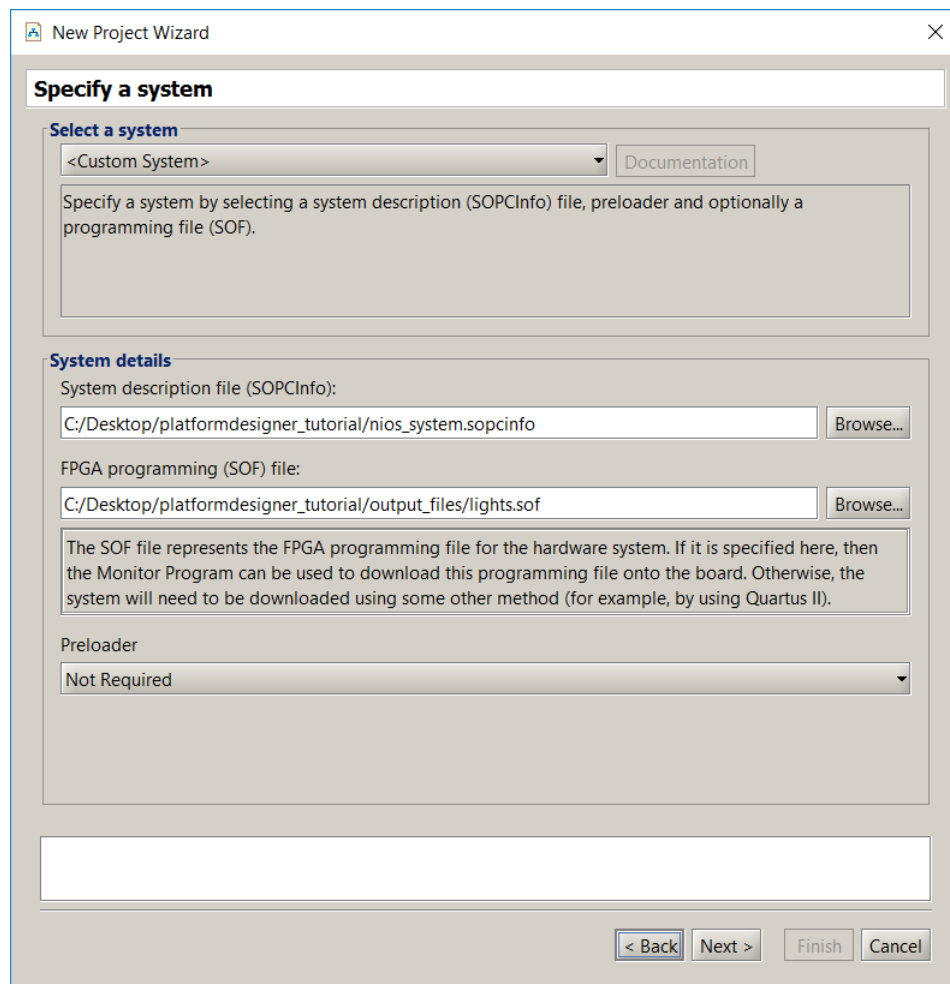 New Project Wizard
Specify a system
Select a system
<Custom System>
Documentation
Specify a system by selecting a system description (SOPCInfo) file, preloader and optionally a
programming file (SOF).
System details
System description file (SOPCInfo):
C:/Desktop/platformdesigner_tutorial/nios_system.sopcinfo
Browse...
FPGA programming (SOF) file:
C:/Desktop/platformdesigner_tutorial/output_files/lights.sof
Browse...
The SOF file represents the FPGA programming file for the hardware system. If it is specified here, then
the Monitor Program can be used to download this programming file onto the board. Otherwise, the
system will need to be downloaded using some other method (for example, by using Quartus II).
Preloader
Not Required
< Back
Next >
Finish
Cancel